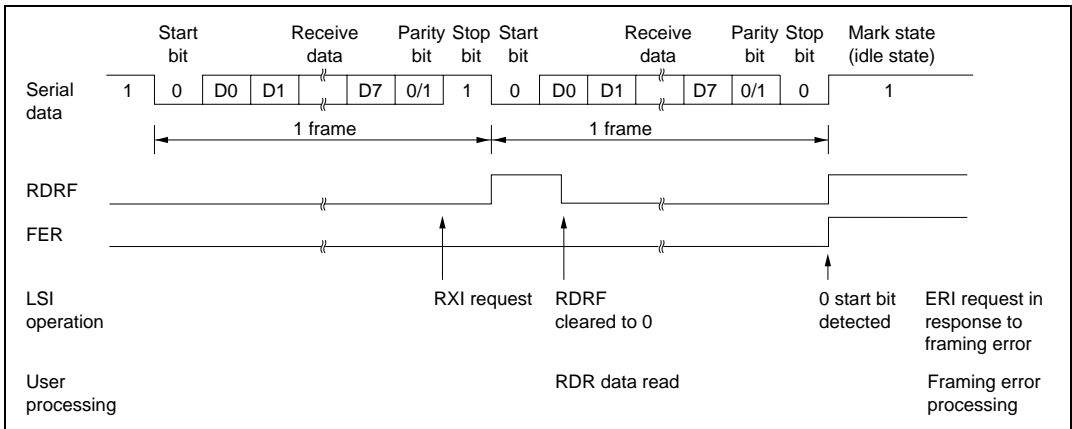 Start bit Receive data Parity bit Stop bit Start bit Receive data Parity bit Stop bit Mark state (idle state)
Serial data 1 0 D0 D1 D7 0/1 1 0 D0 D1 D7 0/1 0 1
1 frame 1 frame
RDRF
FER
LSI operation RXI request RDRF cleared to 0 0 start bit detected ERI request in response to framing error
User processing RDR data read Framing error processing